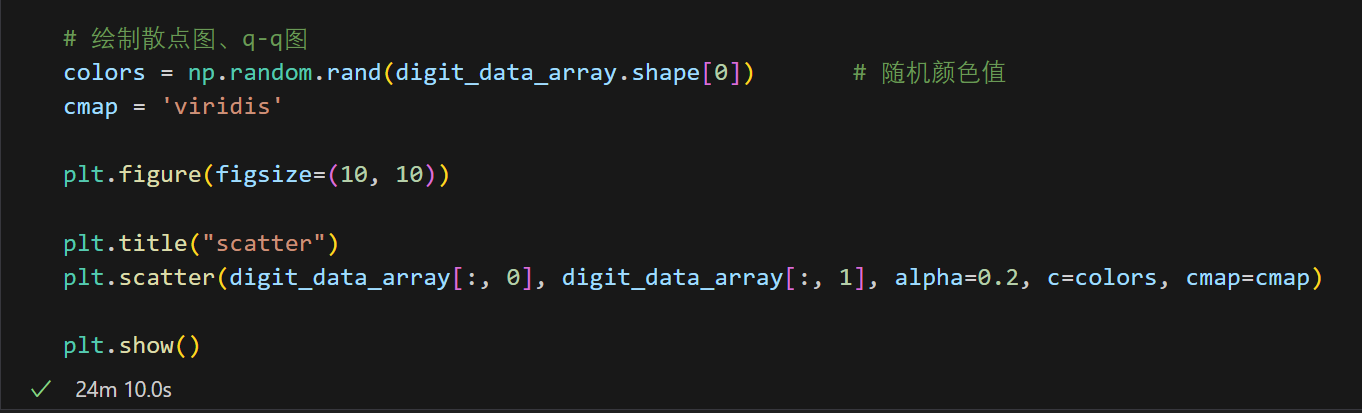 # 绘制散点图、q-q图
colors = np.random.rand(digit_data_array.shape[0])        # 随机颜色值
cmap = 'viridis'
plt.figure(figsize=(10, 10))
plt.title("scatter")
plt.scatter(digit_data_array[:, 0], digit_data_array[:, 1], alpha=0.2, c=colors, cmap=cmap)
plt.show()
24m 10.0s